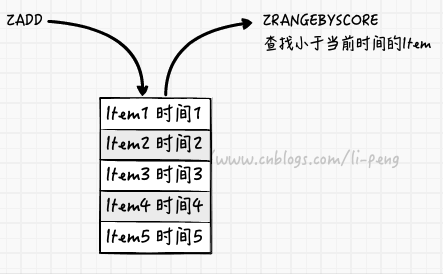 ZADD
ZRANGEBYSCORE
查找小于当前时间的Item
Item1 时间1
Item2 时间2
/www.cnblogs.com/li-peng
Item3 时间3
Item4 时间4
Item5 时间5